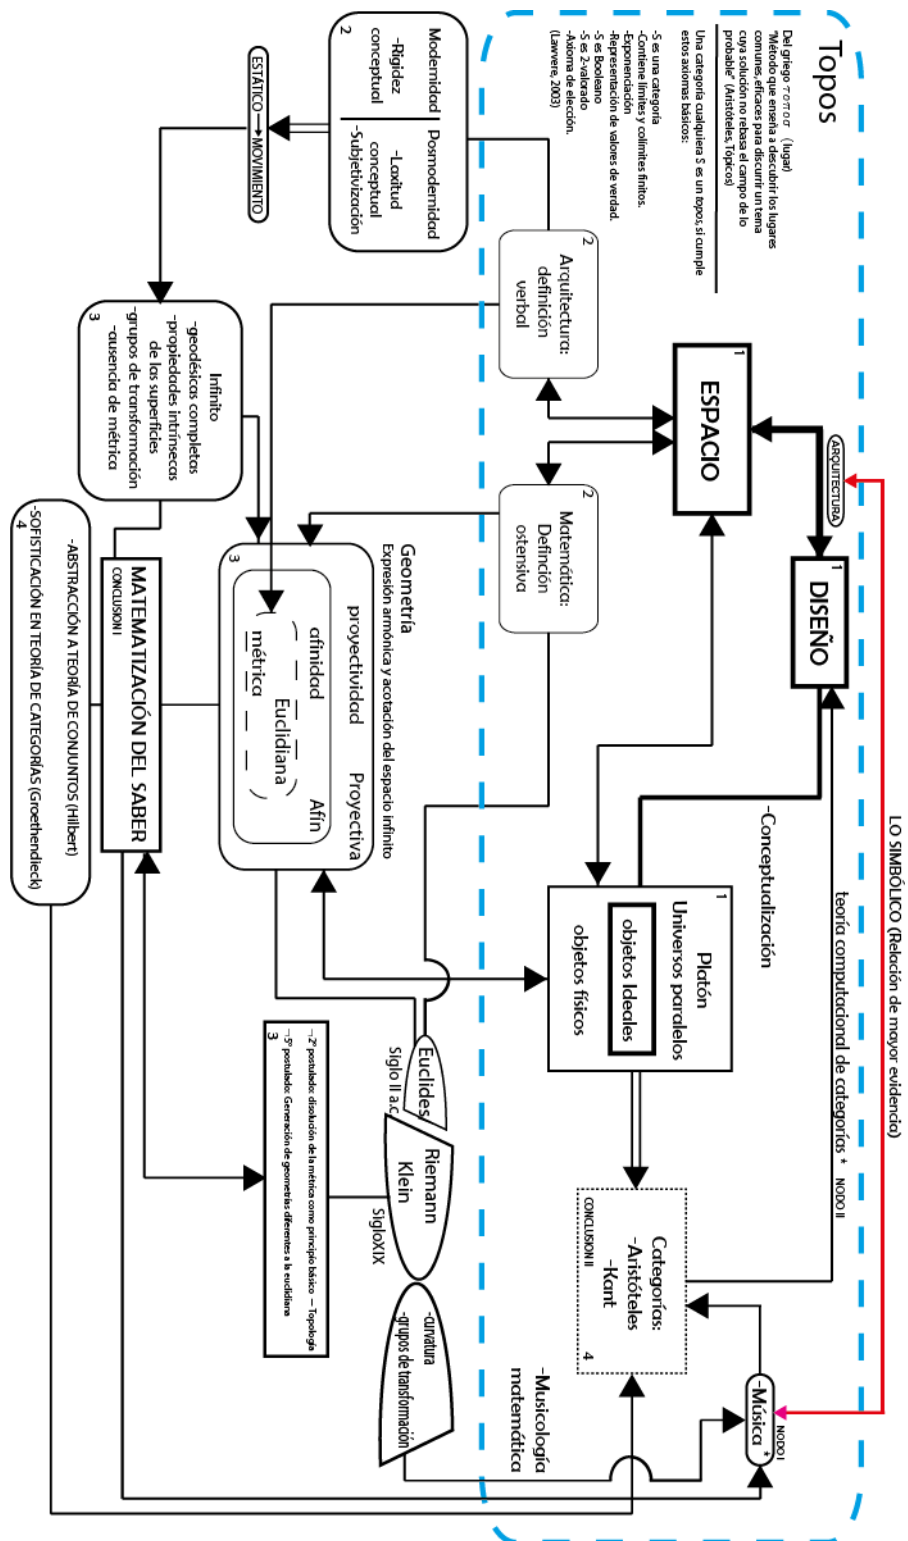 LO SIMBÓLICO (Relación de mayor evidencia)
Topos
Del griego τοποσ (lugar)
"Método que enseña a descubrir los lugares
comunes, eficaces para discurrir un tema
cuya solución no rebasa el campo de lo
probable" (Aristóteles, Tópicos)
Una categoría cualquiera S es un topos, si cumple
estos axiomas básicos:
-S es una categoría
-Contiene límites y colímites finitos.
-Exponenciación
-Representación de valores de verdad.
-S es Booleano
-S es 2-valorado
-Axioma de elección.
(Lawvere, 2003)
ARQUITECTURA
1
ESPACIO
1
DISEÑO
teoría computacional de categorías * NODO II
-Conceptualización
NODO I
-Música *
2
Arquitectura:
definición
verbal
2
Matemática:
Definción
ostensiva
1
Platón
Universos paralelos
objetos Ideales
objetos físicos
Categorías:
-Aristóteles
-Kant
4
CONCLUSION II
-Musicología
matemática
Modernidad
-Rigidez
conceptual
2
Posmodernidad
-Laxitud
conceptual
-Subjetivización
ESTÁTICO → MOVIMIENTO
Infinito
-geodésicas completas
-propiedades intrínsecas
de las superficies
-grupos de transformación
-ausencia de métrica
3
Geometría
Expresión armónica y acotación del espacio infinito
proyectividad Proyectiva
afinidad Afín
Euclidiana
métrica
3
Euclides
Siglo II a.c.
Riemann
Klein
SigloXIX
-curvatura
-grupos de transformación
¬2º postulado: disolución de la métrica como principio básico — Topología
¬5º postulado: Generación de geometrías diferentes a la euclidiana
3
MATEMATIZACIÓN DEL SABER
CONCLUSION I
-ABSTRACCIÓN A TEORÍA DE CONJUNTOS (Hilbert)
-SOFISTICACIÓN EN TEORÍA DE CATEGORÍAS (Groethendieck)
4